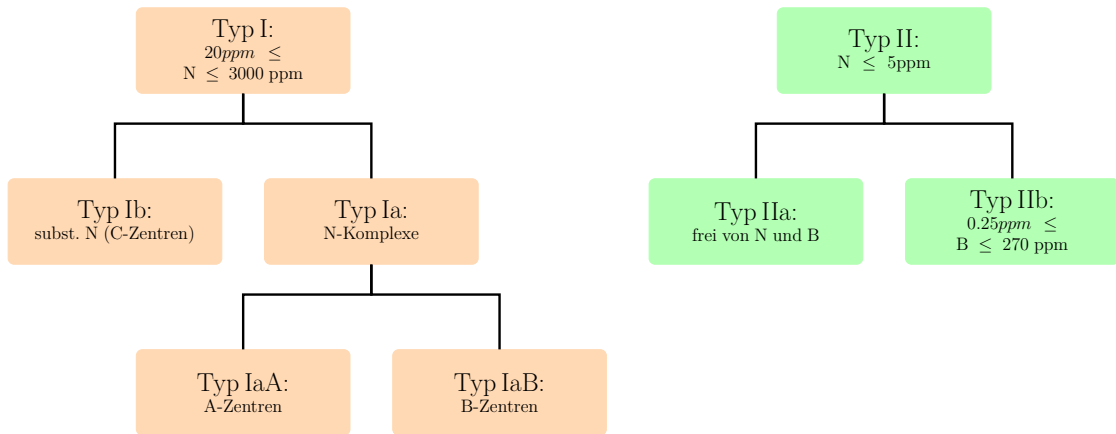 Typ I:
20ppm ≤
N ≤ 3000 ppm
Typ II:
N ≤ 5ppm
Typ Ib:
subst. N (C-Zentren)
Typ Ia:
N-Komplexe
Typ IIa:
frei von N und B
Typ IIb:
0.25ppm ≤
B ≤ 270 ppm
Typ IaA:
A-Zentren
Typ IaB:
B-Zentren